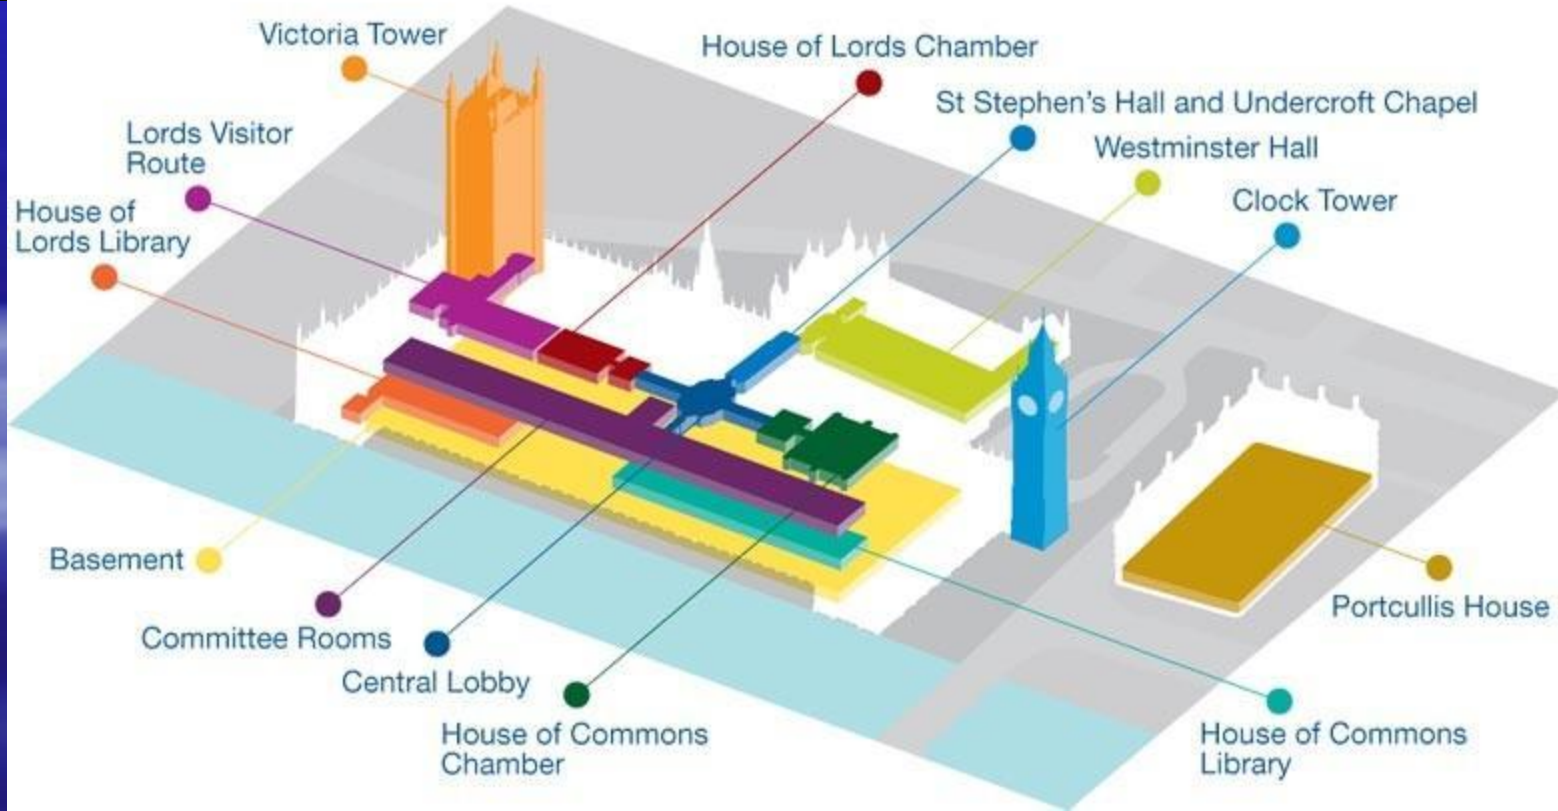 Victoria Tower
House of Lords Chamber
St Stephen's Hall and Undercroft Chapel
Westminster Hall
Clock Tower
Lords Visitor
Route
House of
Lords Library
Basement
Committee Rooms
Central Lobby
House of Commons
Chamber
House of Commons
Library
Portcullis House